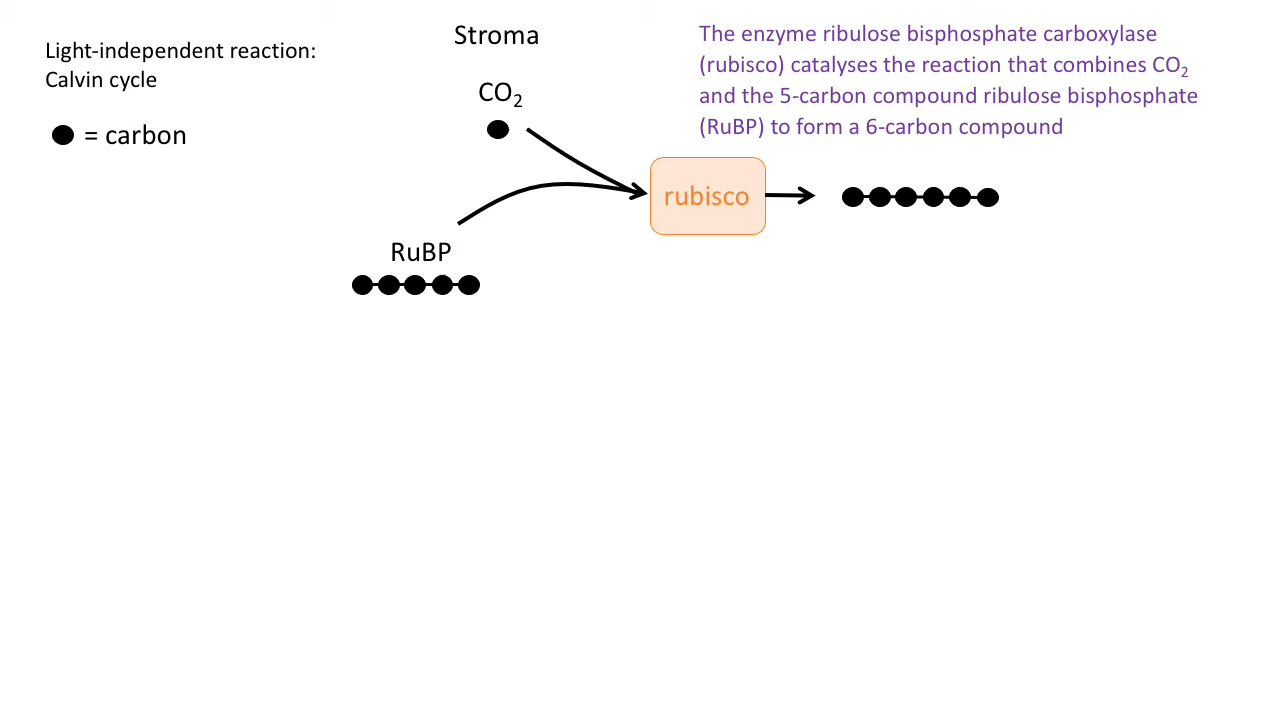 Light-independent reaction:
Calvin cycle
= carbon
Stroma
CO₂
The enzyme ribulose bisphosphate carboxylase
(rubisco) catalyses the reaction that combines CO₂
and the 5-carbon compound ribulose bisphosphate
(RuBP) to form a 6-carbon compound
rubisco
RuBP